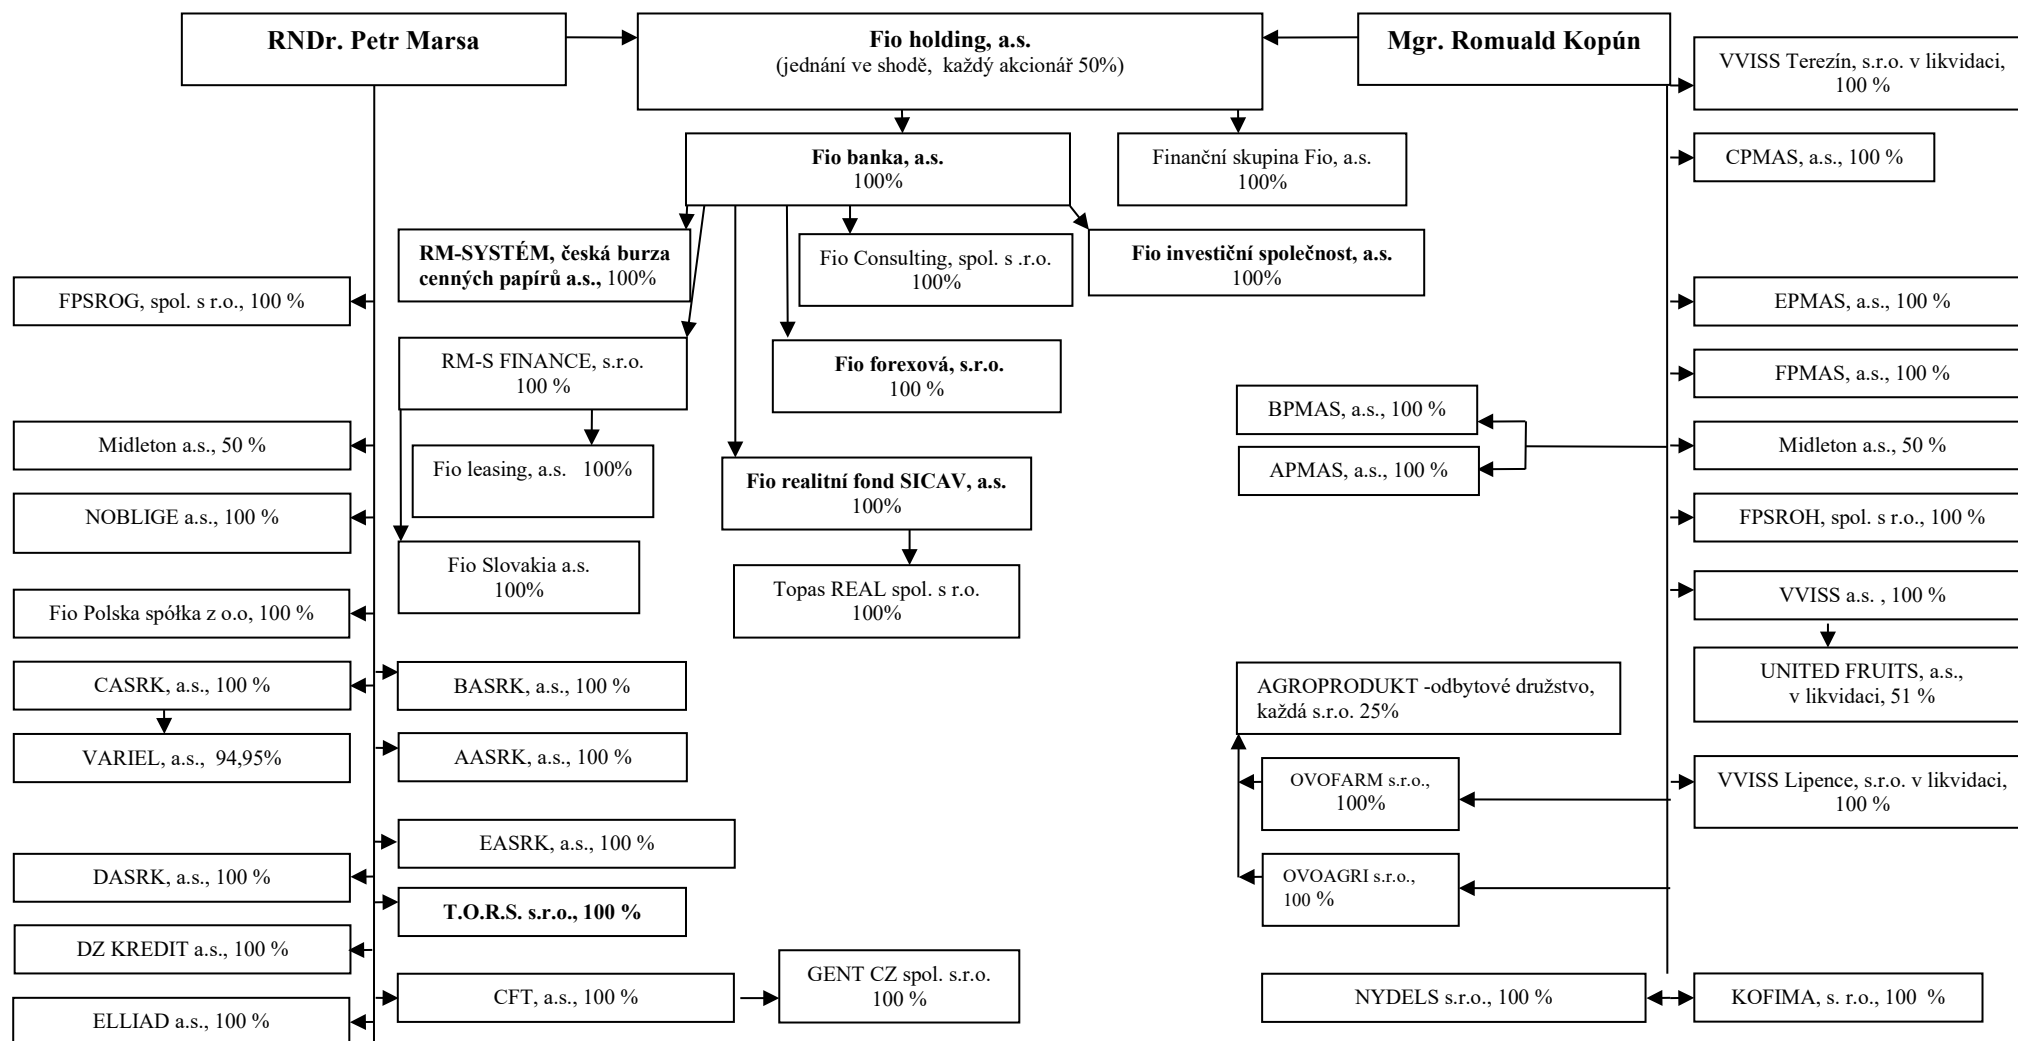 RNDr. Petr Marsa
Fio holding, a.s.
(jednání ve shodě, každý akcionář 50%)
Mgr. Romuald Kopún
VVISS Terezín, s.r.o. v likvidaci,
100 %
Fio banka, a.s.
100%
Finanční skupina Fio, a.s.
100%
CPMAS, a.s., 100 %
RM-SYSTÉM, česká burza
cenných papírů a.s., 100%
Fio Consulting, spol. s .r.o.
100%
Fio investiční společnost, a.s.
100%
FPSROG, spol. s r.o., 100 %
EPMAS, a.s., 100 %
RM-S FINANCE, s.r.o.
100 %
Fio forexová, s.r.o.
100 %
FPMAS, a.s., 100 %
BPMAS, a.s., 100 %
Midleton a.s., 50 %
Fio leasing, a.s. 100%
Fio realitní fond SICAV, a.s.
100%
APMAS, a.s., 100 %
Midleton a.s., 50 %
NOBLIGE a.s., 100 %
FPSROH, spol. s r.o., 100 %
Fio Slovakia a.s.
100%
Topas REAL spol. s r.o.
100%
Fio Polska spółka z o.o, 100 %
VVISS a.s. , 100 %
CASRK, a.s., 100 %
BASRK, a.s., 100 %
AGROPRODUKT -odbytové družstvo,
každá s.r.o. 25%
UNITED FRUITS, a.s.,
v likvidaci, 51 %
VARIEL, a.s., 94,95%
AASRK, a.s., 100 %
OVOFARM s.r.o.,
100%
VVISS Lipence, s.r.o. v likvidaci,
100 %
EASRK, a.s., 100 %
DASRK, a.s., 100 %
OVOAGRI s.r.o.,
100 %
T.O.R.S. s.r.o., 100 %
DZ KREDIT a.s., 100 %
GENT CZ spol. s.r.o.
100 %
CFT, a.s., 100 %
NYDELS s.r.o., 100 %
KOFIMA, s. r.o., 100 %
ELLIAD a.s., 100 %